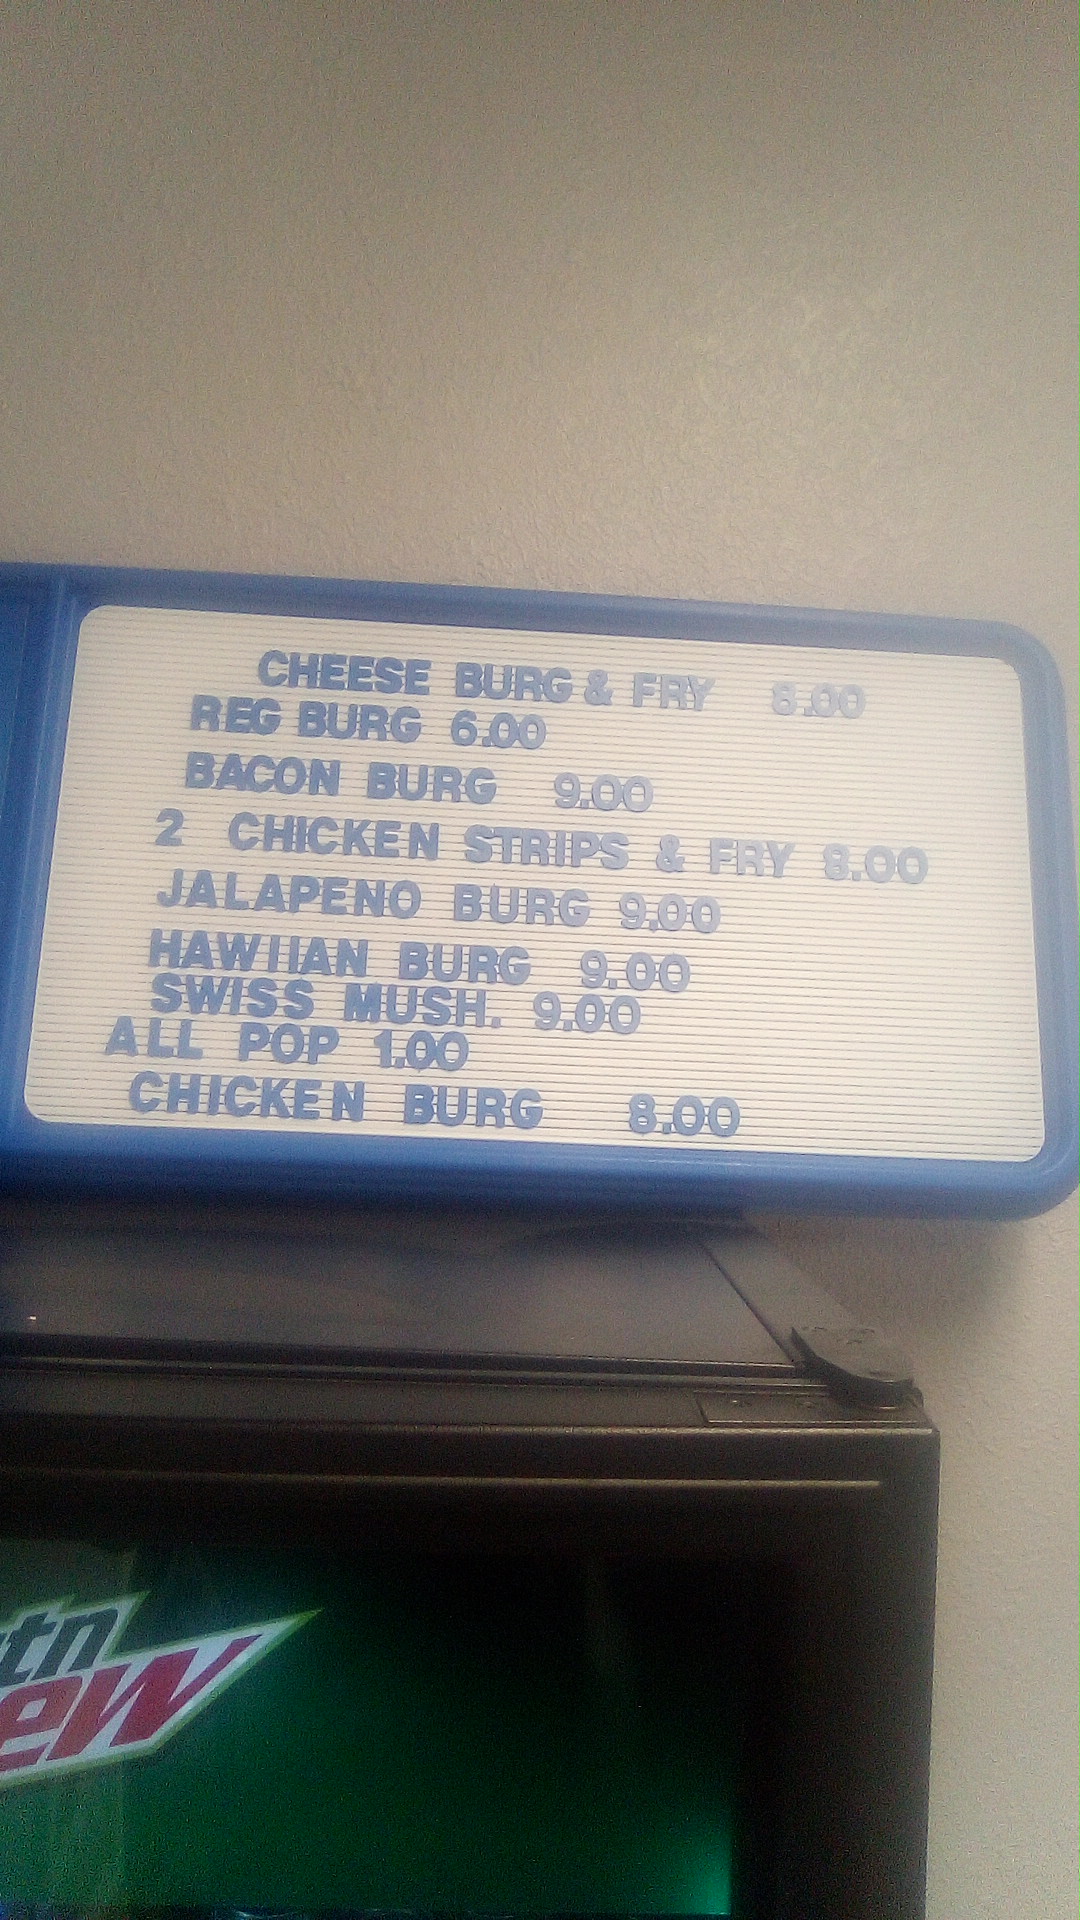 CHEESE BURG & FRY 8.00
REG BURG 6.00
BACON BURG 9.00
2 CHICKEN STRIPS & FRY 8.00
JALAPENO BURG 9.00
HAWIIAN BURG 9.00
SWISS MUSH. 9.00
ALL POP 1.00
CHICKEN BURG 8.00
tn
ew